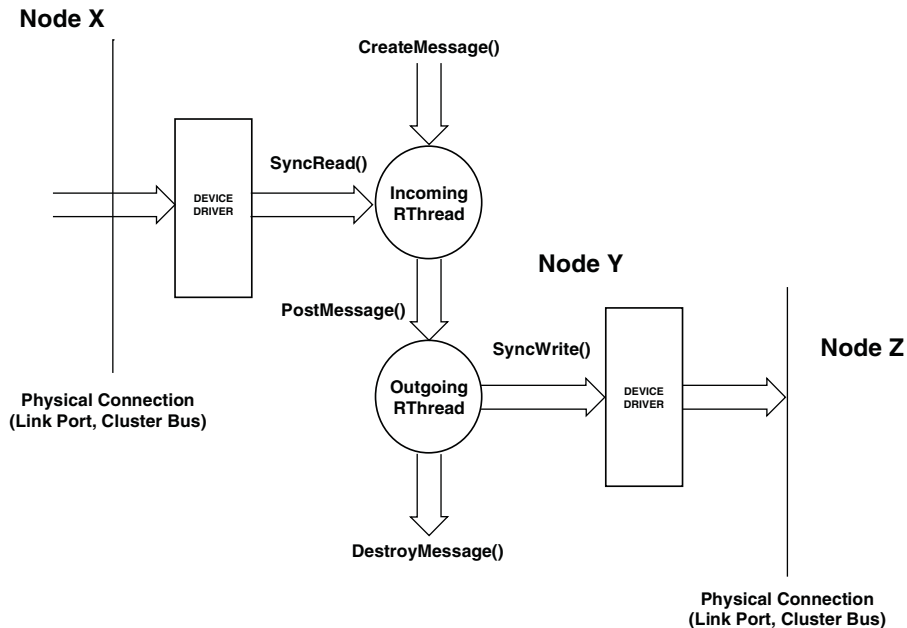 Node X
CreateMessage()
SyncRead()
DEVICE
DRIVER
Incoming
RThread
Node Y
PostMessage()
SyncWrite()
Node Z
Outgoing
RThread
DEVICE
DRIVER
Physical Connection
(Link Port, Cluster Bus)
DestroyMessage()
Physical Connection
(Link Port, Cluster Bus)